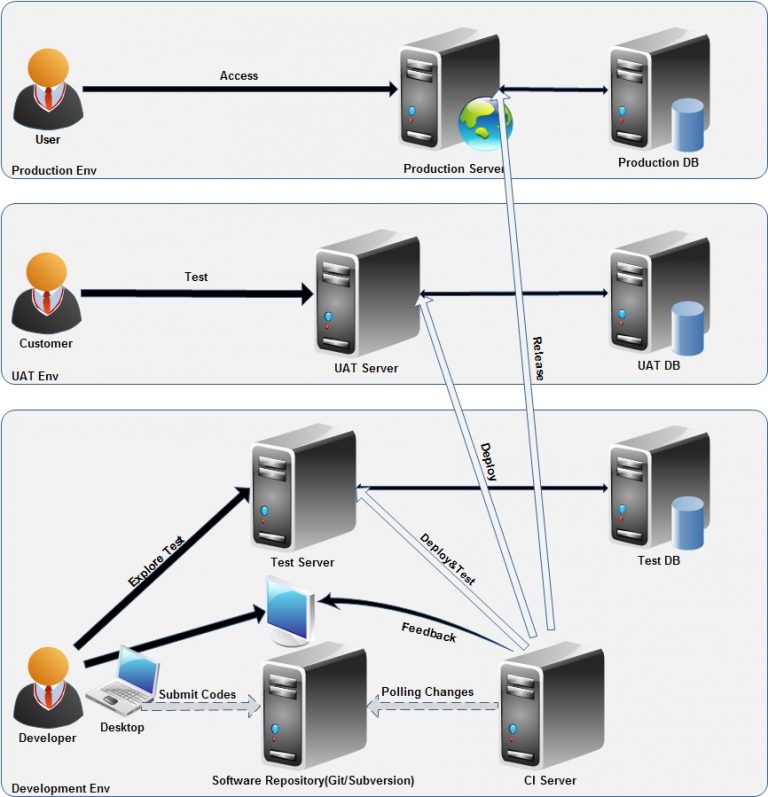 Access
User
Production Server
Production DB
Production Env
Test
Customer
UAT Server
UAT DB
UAT Env
Release
Deploy
Explore Test
Test Server
Deploy&Test
Test DB
Feedback
Submit Codes
Polling Changes
Developer
Desktop
Software Repository(Git/Subversion)
CI Server
Development Env